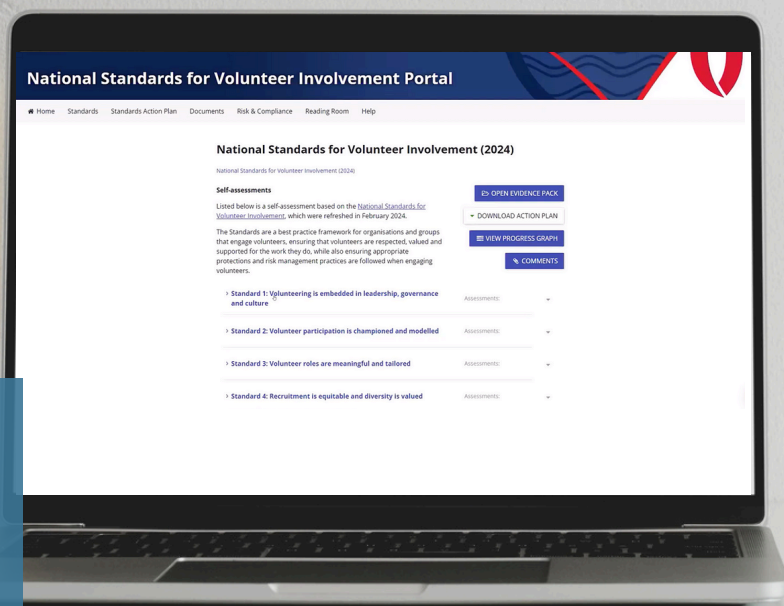 National Standards for Volunteer Involvement Portal
Home Standards Standards Action Plan Documents Risk & Compliance Reading Room Help
National Standards for Volunteer Involvement (2024)
National Standards for Volunteer Involvement (2024)
Self-assessments
Listed below is a self-assessment based on the National Standards for
Volunteer Involvement, which were refreshed in February 2024.
The Standards are a best practice framework for organisations and groups
that engage volunteers, ensuring that volunteers are respected, valued and
supported for the work they do, while also ensuring appropriate
protections and risk management practices are followed when engaging
volunteers.
OPEN EVIDENCE PACK
DOWNLOAD ACTION PLAN
VIEW PROGRESS GRAPH
COMMENTS
Standard 1: Volunteering is embedded in leadership, governance
and culture
Assessments:
Standard 2: Volunteer participation is championed and modelled
Assessments:
Standard 3: Volunteer roles are meaningful and tailored
Assessments:
Standard 4: Recruitment is equitable and diversity is valued
Assessments: